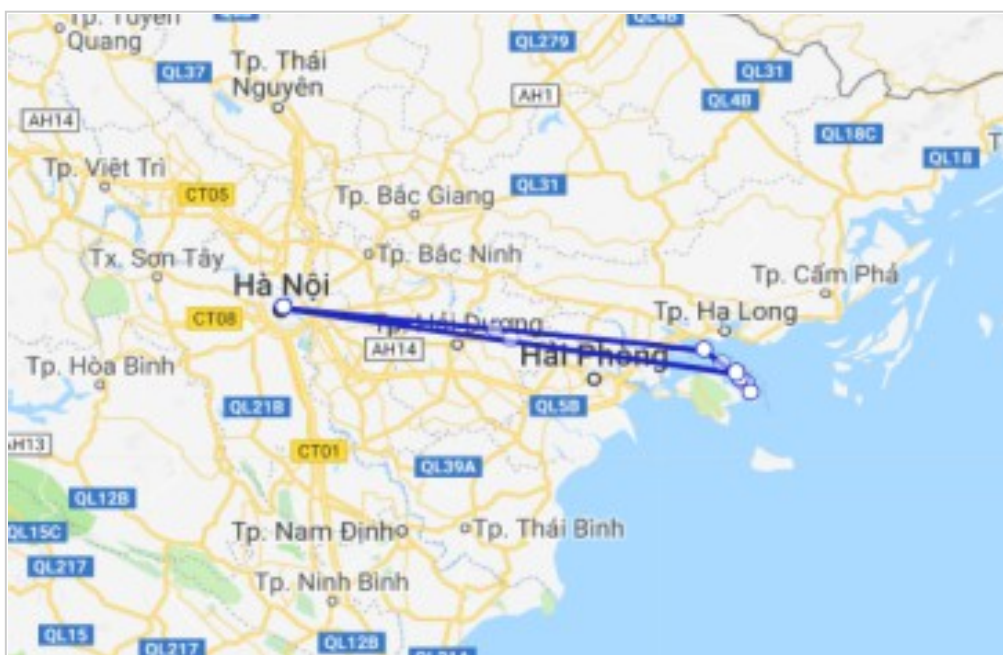 Tp. Tuyên
Quang
QL4B
QL279
QL37
Tp. Thái
Nguyên
QL31
AH1
QL4B
AH14
QL18C
QL18
Tp. Việt Trì
CT05
QL31
Tp. Bắc Giang
Tx. Sơn Tây
Tp. Bắc Ninh
Tp. Cẩm Phả
Hà Nội
CT08
Tp. Hải Dương
Tp. Hạ Long
AH14
Hải Phòng
Tp. Hòa Bình
QL21B
QL5B
AH13
CT01
QL39A
QL12B
QL15C
Tp. Nam Định
Tp. Thái Bình
QL217
Tp. Ninh Bình
QL15
QL217
QL12B